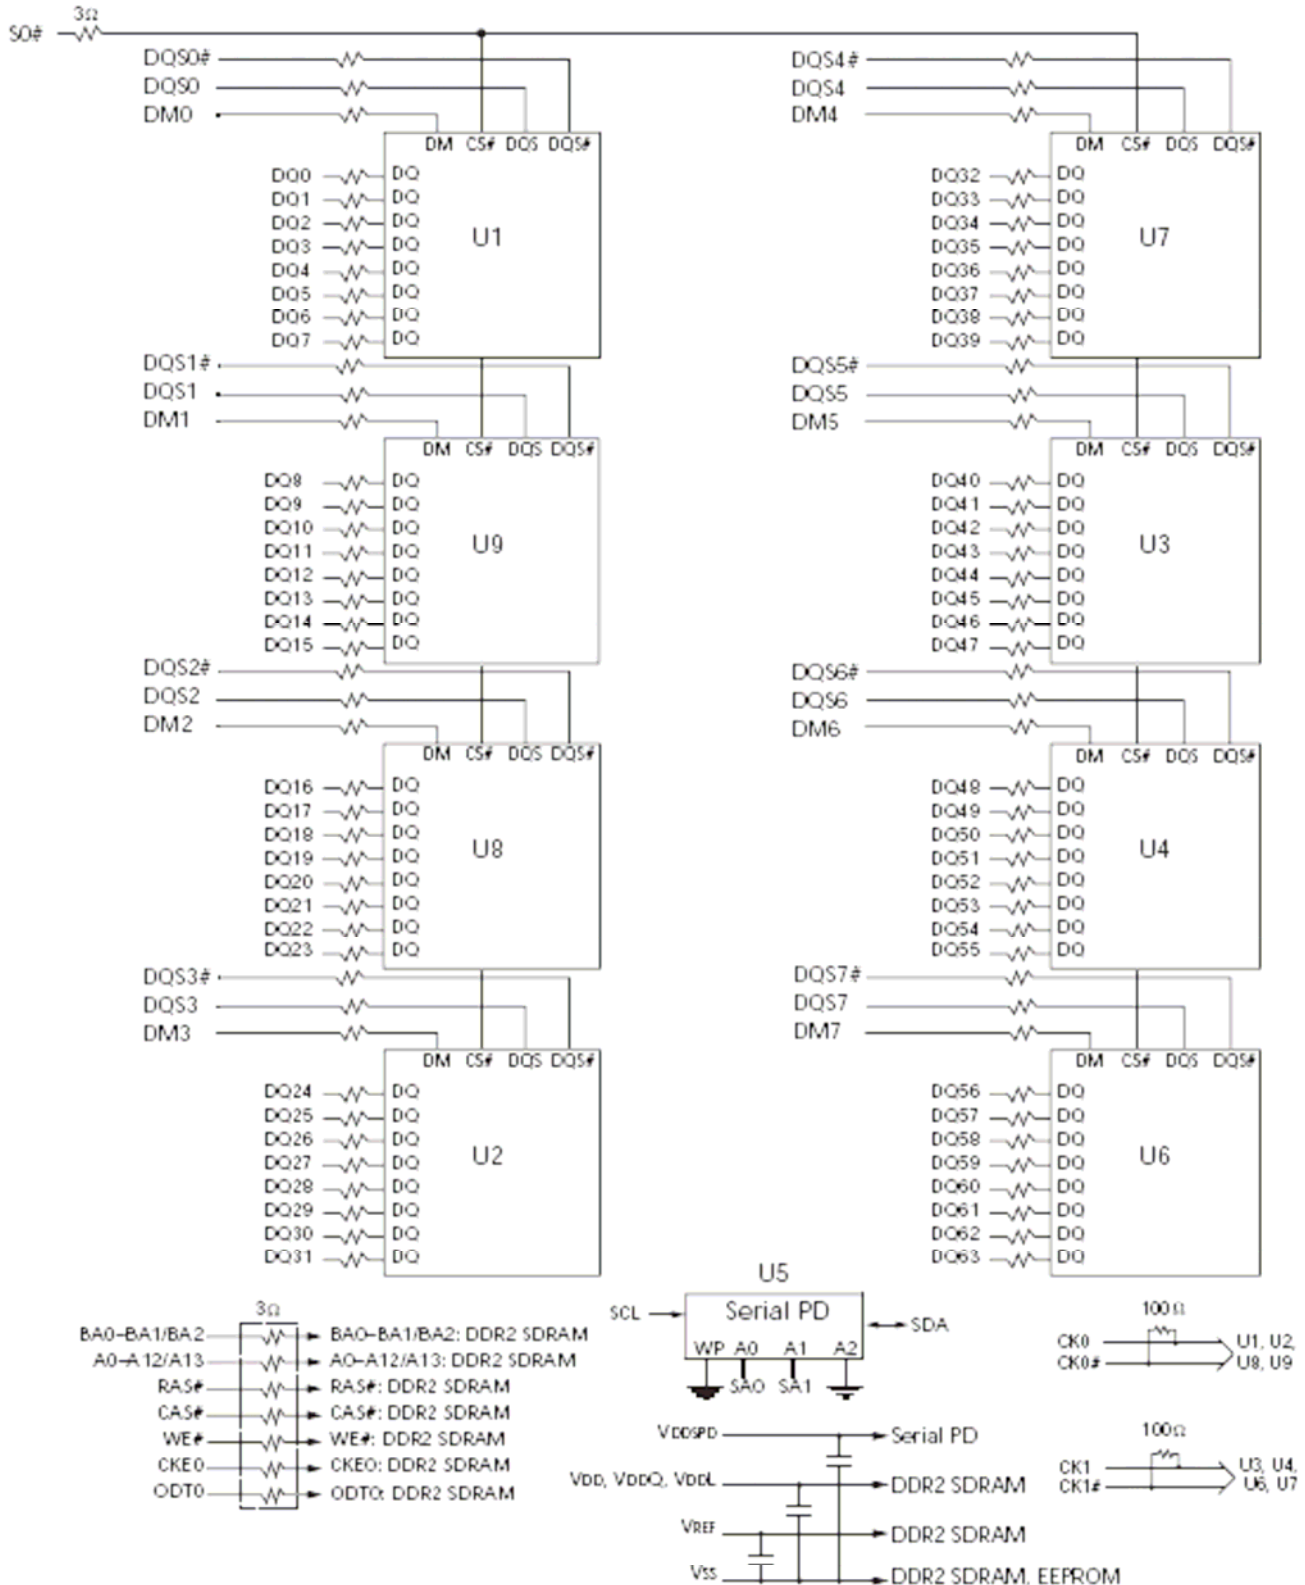 3Ω
S0#
DQS0#
DQS0
DM0
DM CS# DQS DQS#
DQ0 DQ
DQ1 DQ
DQ2 DQ
DQ3 DQ
DQ4 DQ
DQ5 DQ
DQ6 DQ
DQ7 DQ
U1
DQS1#
DQS1
DM1
DM CS# DQS DQS#
DQ8 DQ
DQ9 DQ
DQ10 DQ
DQ11 DQ
DQ12 DQ
DQ13 DQ
DQ14 DQ
DQ15 DQ
U9
DQS2#
DQS2
DM2
DM CS# DQS DQS#
DQ16 DQ
DQ17 DQ
DQ18 DQ
DQ19 DQ
DQ20 DQ
DQ21 DQ
DQ22 DQ
DQ23 DQ
U8
DQS3#
DQS3
DM3
DM CS# DQS DQS#
DQ24 DQ
DQ25 DQ
DQ26 DQ
DQ27 DQ
DQ28 DQ
DQ29 DQ
DQ30 DQ
DQ31 DQ
U2
DQS4#
DQS4
DM4
DM CS# DQS DQS#
DQ32 DQ
DQ33 DQ
DQ34 DQ
DQ35 DQ
DQ36 DQ
DQ37 DQ
DQ38 DQ
DQ39 DQ
U7
DQS5#
DQS5
DM5
DM CS# DQS DQS#
DQ40 DQ
DQ41 DQ
DQ42 DQ
DQ43 DQ
DQ44 DQ
DQ45 DQ
DQ46 DQ
DQ47 DQ
U3
DQS6#
DQS6
DM6
DM CS# DQS DQS#
DQ48 DQ
DQ49 DQ
DQ50 DQ
DQ51 DQ
DQ52 DQ
DQ53 DQ
DQ54 DQ
DQ55 DQ
U4
DQS7#
DQS7
DM7
DM CS# DQS DQS#
DQ56 DQ
DQ57 DQ
DQ58 DQ
DQ59 DQ
DQ60 DQ
DQ61 DQ
DQ62 DQ
DQ63 DQ
U6
3Ω
BA0–BA1/BA2 BA0–BA1/BA2: DDR2 SDRAM
A0–A12/A13 A0–A12/A13: DDR2 SDRAM
RAS# RAS#: DDR2 SDRAM
CAS# CAS#: DDR2 SDRAM
WE# WE#: DDR2 SDRAM
CKE0 CKE0: DDR2 SDRAM
ODT0 ODT0: DDR2 SDRAM
U5
SCL Serial PD SDA
WP A0 A1 A2
SA0 SA1
VDDSPD Serial PD
VDD, VDDQ, VDDL DDR2 SDRAM
VREF DDR2 SDRAM
VSS DDR2 SDRAM, EEPROM
100Ω
CK0 U1, U2,
CK0# U8, U9
100Ω
CK1 U3, U4,
CK1# U6, U7